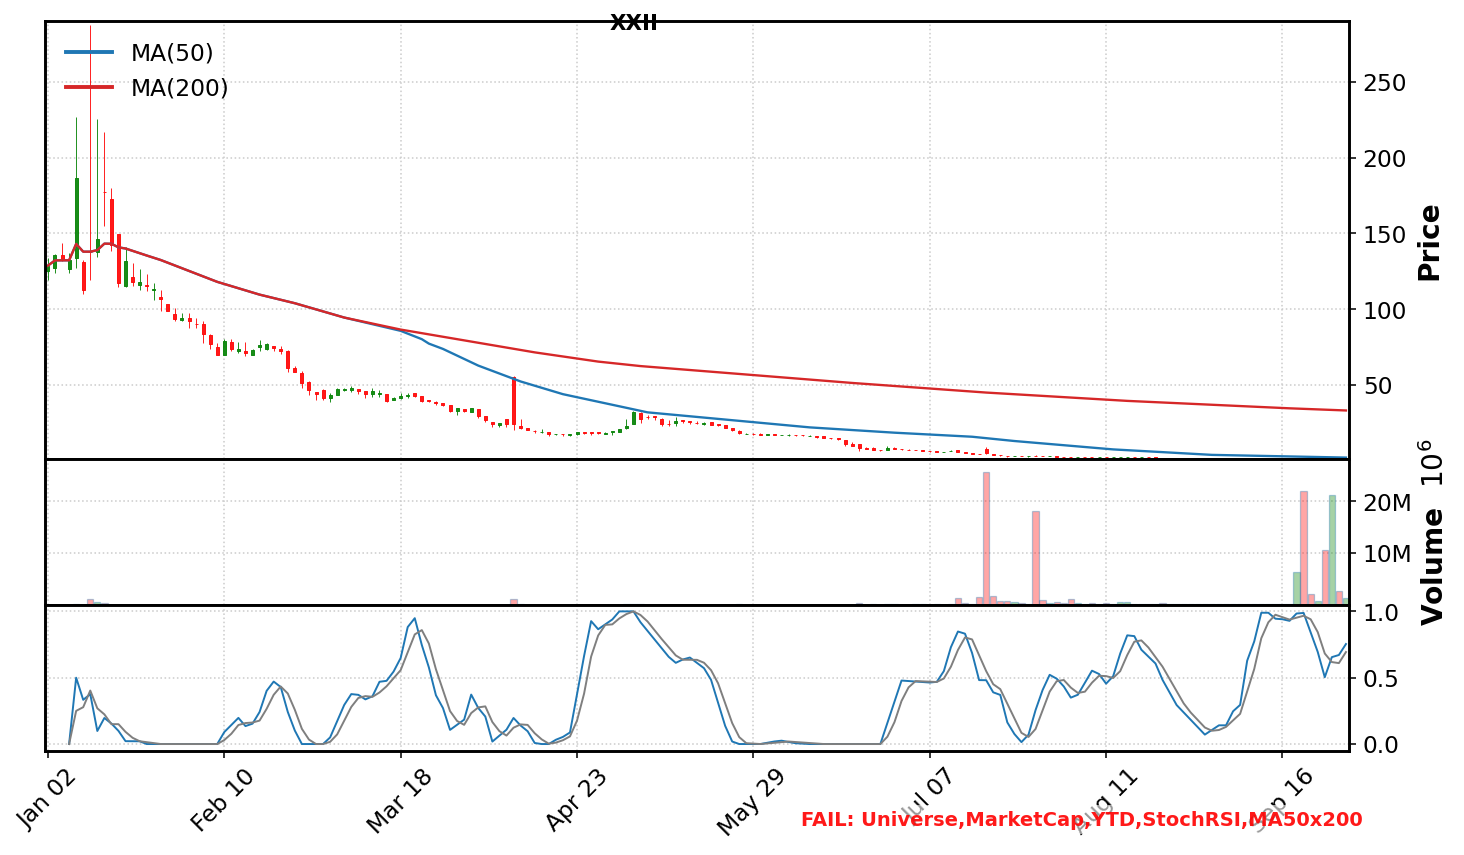 XXII
MA(50)
MA(200)
250
200
150
100
50
Price
20M
10M
Volume 10^6
1.0
0.5
0.0
Jan 02
Feb 10
Mar 18
Apr 23
May 29
Jul 07
Aug 11
Sep 16
FAIL: Universe,MarketCap,YTD,StochRSI,MA50x200